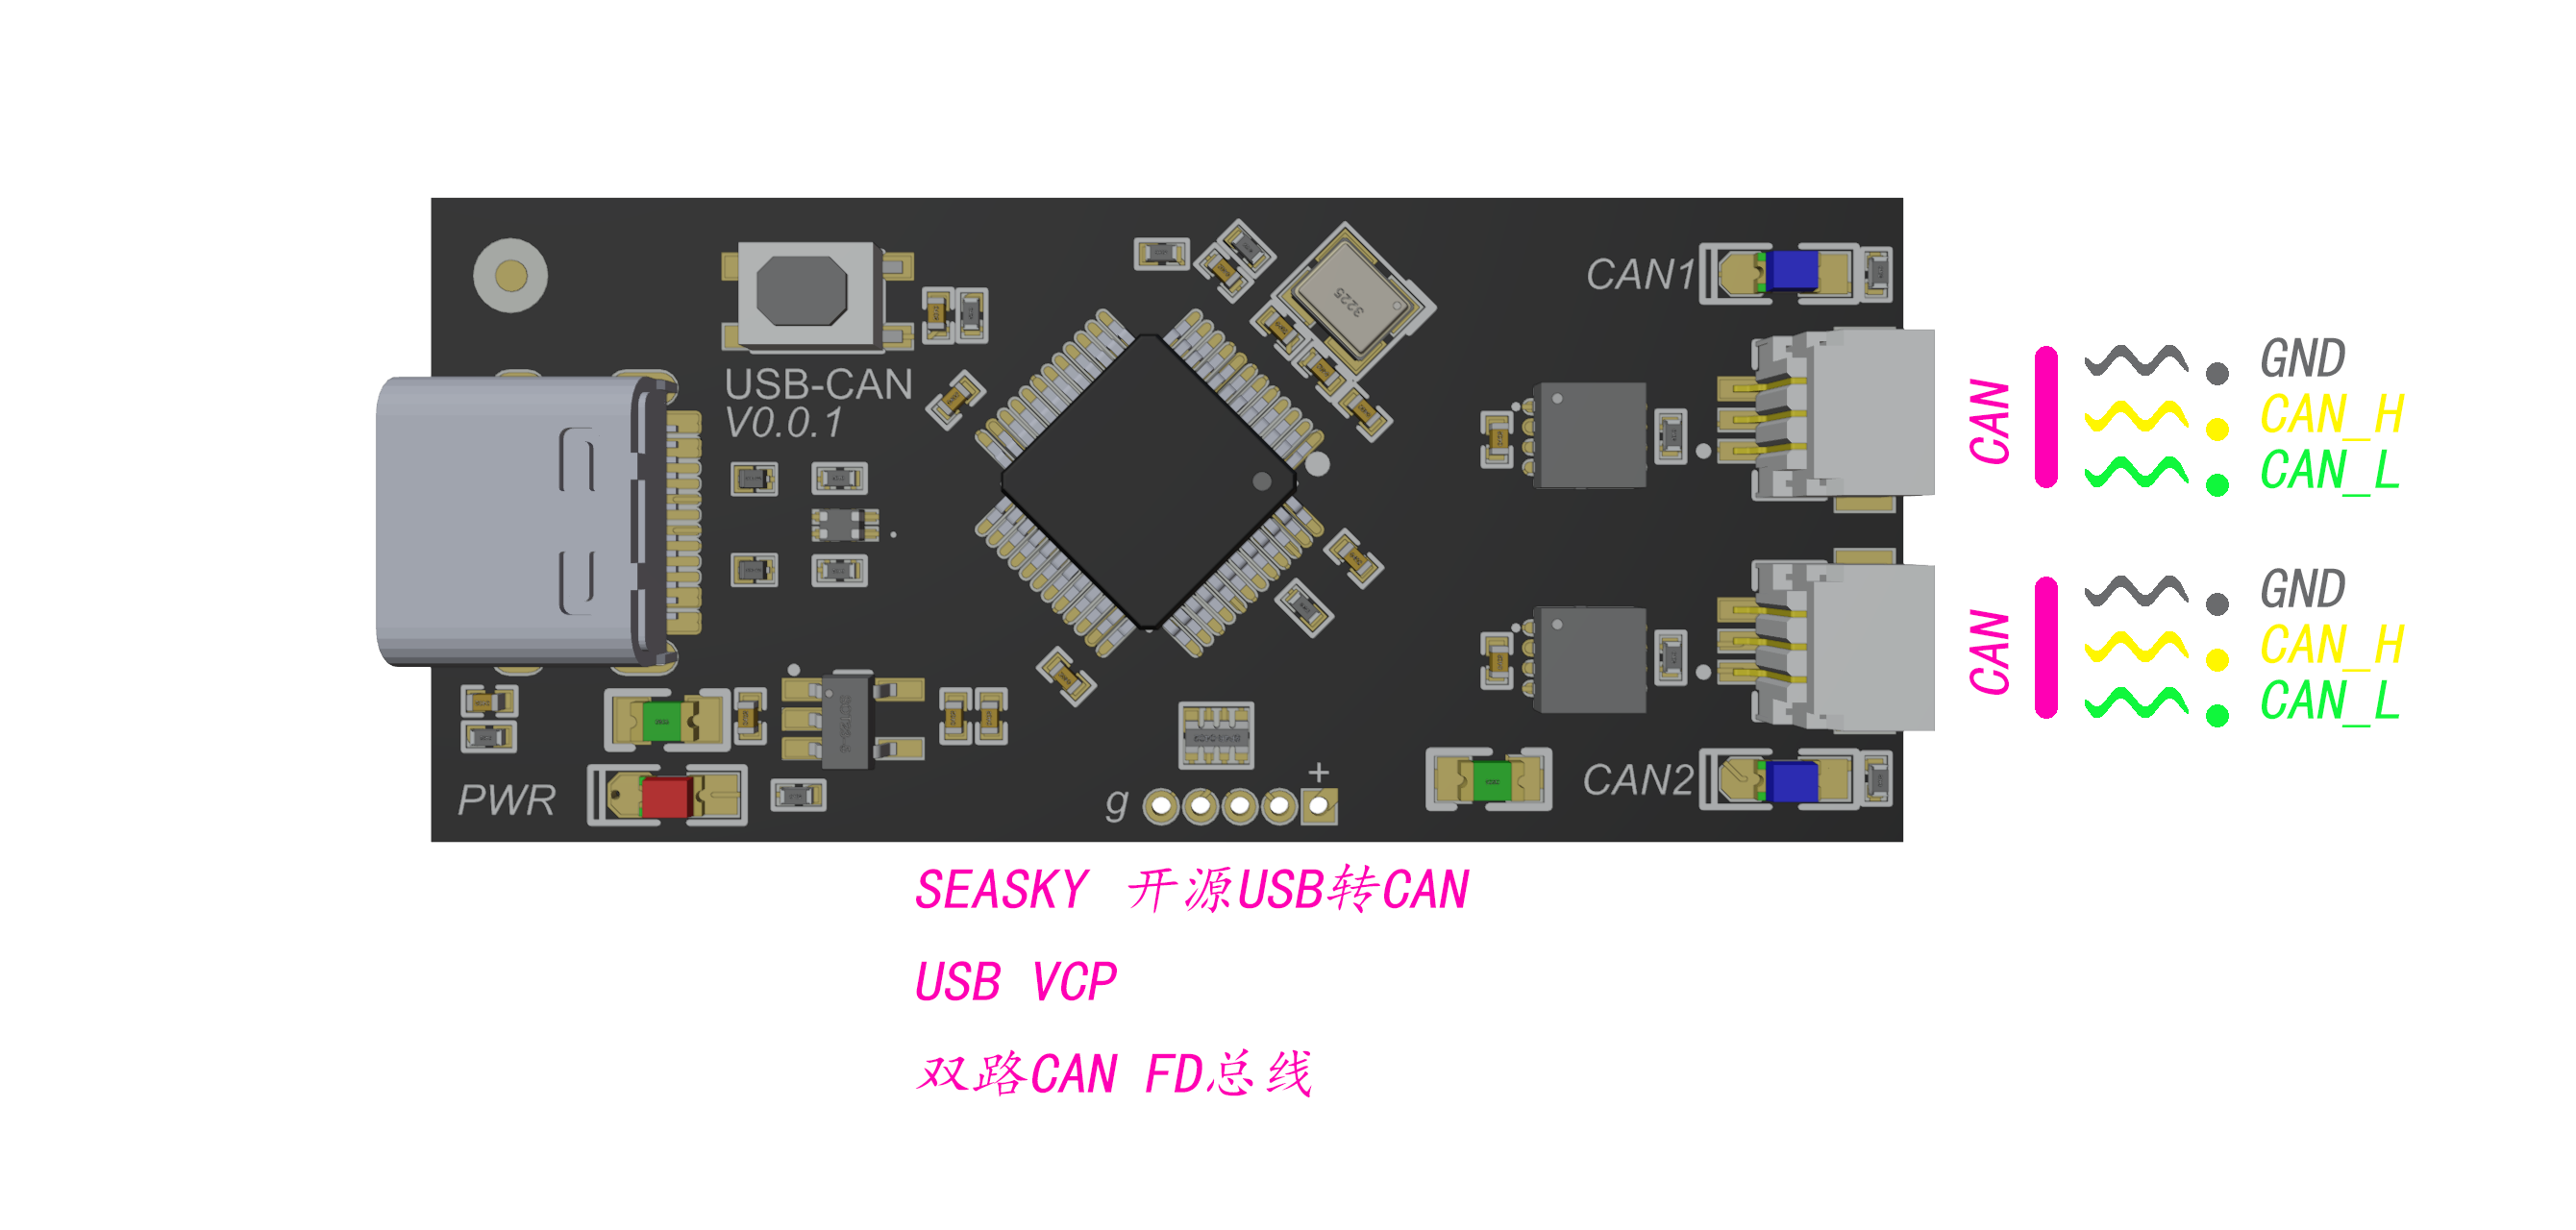 CAN1
3225
USB-CAN
V0.0.1
CAN
GND
CAN_H
CAN_L
CAN
GND
CAN_H
CAN_L
PWR
g
+
CAN2
SEASKY 开源USB转CAN
USB VCP
双路CAN FD总线